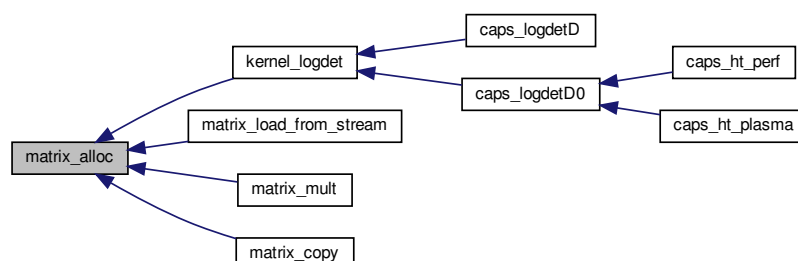 caps_logdetD
kernel_logdet
caps_ht_perf
caps_logdetD0
matrix_load_from_stream
caps_ht_plasma
matrix_alloc
matrix_mult
matrix_copy